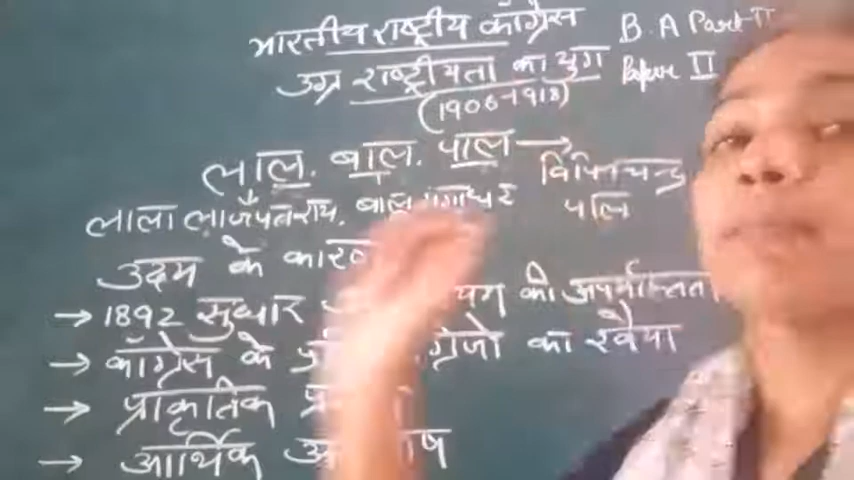 भारतीय राष्ट्रीय कांग्रेस B.A Part-II
उग्र राष्ट्रीयता का युग Paper II
(1906-1918)
लाल. बाल. पाल → विपिनचन्द्र
लाला लाजपतराय. बाल गंगाधर पाल
उदय के कारण
→ 1892 सुधार की अपर्याप्तता
→ कॉंग्रेस के का रवैया
→ प्राकृतिक
→ आर्थिक